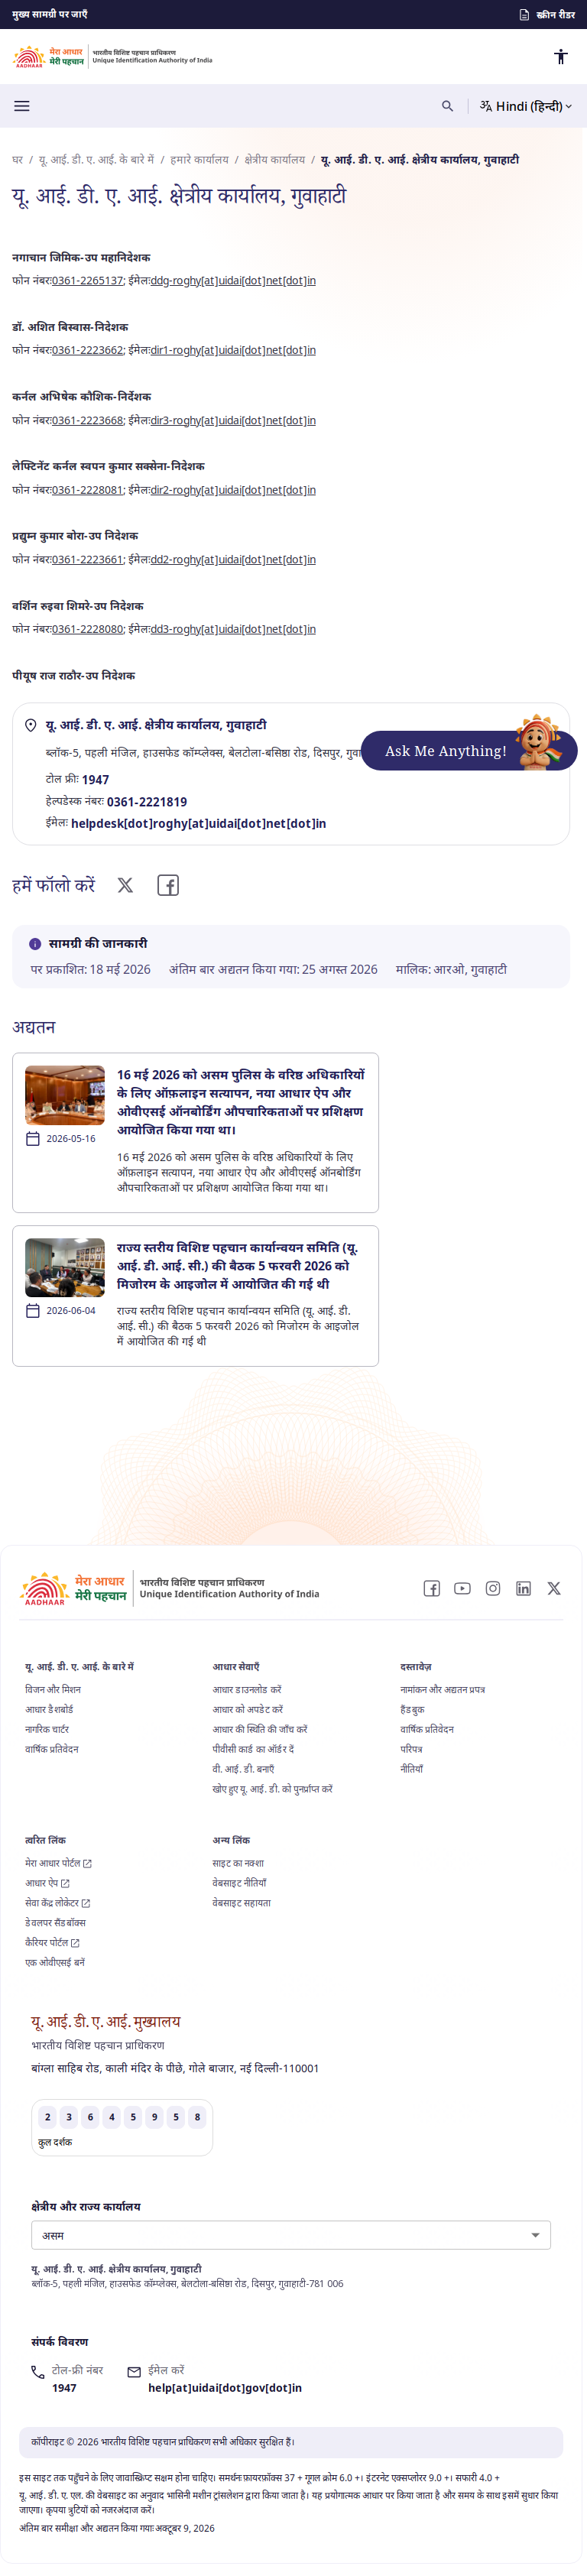 मुख्य सामग्री पर जाएँ
स्क्रीन रीडर
मेरा आधार
मेरी पहचान
AADHAAR
भारतीय विशिष्ट पहचान प्राधिकरण
Unique Identification Authority of India
Hindi (हिन्दी)
घर / यू. आई. डी. ए. आई. के बारे में / हमारे कार्यालय / क्षेत्रीय कार्यालय / यू. आई. डी. ए. आई. क्षेत्रीय कार्यालय, गुवाहाटी
यू. आई. डी. ए. आई. क्षेत्रीय कार्यालय, गुवाहाटी
नगाचान जिमिक-उप महानिदेशक
फोन नंबरः0361-2265137; ईमेलःddg-roghy[at]uidai[dot]net[dot]in
डॉ. अशित बिस्वास-निदेशक
फोन नंबरः0361-2223662; ईमेलःdir1-roghy[at]uidai[dot]net[dot]in
कर्नल अभिषेक कौशिक-निर्देशक
फोन नंबरः0361-2223668; ईमेलःdir3-roghy[at]uidai[dot]net[dot]in
लेफ्टिनेंट कर्नल स्वपन कुमार सक्सेना-निदेशक
फोन नंबरः0361-2228081; ईमेलःdir2-roghy[at]uidai[dot]net[dot]in
प्रद्युम्न कुमार बोरा-उप निदेशक
फोन नंबरः0361-2223661; ईमेलःdd2-roghy[at]uidai[dot]net[dot]in
वर्शिन रुइवा शिमरे-उप निदेशक
फोन नंबरः0361-2228080; ईमेलःdd3-roghy[at]uidai[dot]net[dot]in
पीयूष राज राठौर-उप निदेशक
यू. आई. डी. ए. आई. क्षेत्रीय कार्यालय, गुवाहाटी
ब्लॉक-5, पहली मंजिल, हाउसफेड कॉम्प्लेक्स, बेलटोला-बसिष्ठा रोड, दिसपुर,
Ask Me Anything!
टोल फ्रीः 1947
हेल्पडेस्क नंबरः 0361-2221819
ईमेलः helpdesk[dot]roghy[at]uidai[dot]net[dot]in
हमें फॉलो करें
सामग्री की जानकारी
पर प्रकाशित: 18 मई 2026 अंतिम बार अद्यतन किया गया: 25 अगस्त 2026 मालिक: आरओ, गुवाहाटी
अद्यतन
16 मई 2026 को असम पुलिस के वरिष्ठ अधिकारियों
के लिए ऑफ़लाइन सत्यापन, नया आधार ऐप और
ओवीएसई ऑनबोर्डिंग औपचारिकताओं पर प्रशिक्षण
आयोजित किया गया था।
2026-05-16
16 मई 2026 को असम पुलिस के वरिष्ठ अधिकारियों के लिए
ऑफ़लाइन सत्यापन, नया आधार ऐप और ओवीएसई ऑनबोर्डिंग
औपचारिकताओं पर प्रशिक्षण आयोजित किया गया था।
राज्य स्तरीय विशिष्ट पहचान कार्यान्वयन समिति (यू.
आई. डी. आई. सी.) की बैठक 5 फरवरी 2026 को
मिजोरम के आइजोल में आयोजित की गई थी
2026-06-04
राज्य स्तरीय विशिष्ट पहचान कार्यान्वयन समिति (यू. आई. डी.
आई. सी.) की बैठक 5 फरवरी 2026 को मिजोरम के आइजोल
में आयोजित की गई थी
मेरा आधार
मेरी पहचान
AADHAAR
भारतीय विशिष्ट पहचान प्राधिकरण
Unique Identification Authority of India
यू. आई. डी. ए. आई. के बारे में
विजन और मिशन
आधार डैशबोर्ड
नागरिक चार्टर
वार्षिक प्रतिवेदन
आधार सेवाएँ
आधार डाउनलोड करें
आधार को अपडेट करें
आधार की स्थिति की जाँच करें
पीवीसी कार्ड का ऑर्डर दें
वी. आई. डी. बनाएँ
खोए हुए यू. आई. डी. को पुनर्प्राप्त करें
दस्तावेज़
नामांकन और अद्यतन प्रपत्र
हैंडबुक
वार्षिक प्रतिवेदन
परिपत्र
नीतियाँ
त्वरित लिंक
मेरा आधार पोर्टल
आधार ऐप
सेवा केंद्र लोकेटर
डेवलपर सैंडबॉक्स
कैरियर पोर्टल
एक ओवीएसई बनें
अन्य लिंक
साइट का नक्शा
वेबसाइट नीतियाँ
वेबसाइट सहायता
यू. आई. डी. ए. आई. मुख्यालय
भारतीय विशिष्ट पहचान प्राधिकरण
बांग्ला साहिब रोड, काली मंदिर के पीछे, गोले बाजार, नई दिल्ली-110001
2 3 6 4 5 9 5 8
कुल दर्शक
क्षेत्रीय और राज्य कार्यालय
असम
यू. आई. डी. ए. आई. क्षेत्रीय कार्यालय, गुवाहाटी
ब्लॉक-5, पहली मंजिल, हाउसफेड कॉम्प्लेक्स, बेलटोला-बसिष्ठा रोड, दिसपुर, गुवाहाटी-781 006
संपर्क विवरण
टोल-फ्री नंबर
1947
ईमेल करें
help[at]uidai[dot]gov[dot]in
कॉपीराइट © 2026 भारतीय विशिष्ट पहचान प्राधिकरण सभी अधिकार सुरक्षित हैं।
इस साइट तक पहुँचने के लिए जावास्क्रिप्ट सक्षम होना चाहिए। समर्थनः फ़ायरफ़ॉक्स 37 + गूगल क्रोम 6.0 +। इंटरनेट एक्सप्लोरर 9.0 +। सफारी 4.0 +
यू. आई. डी. ए. एल. की वेबसाइट का अनुवाद भासिनी मशीन ट्रांसलेशन द्वारा किया जाता है। यह प्रयोगात्मक आधार पर किया जाता है और समय के साथ इसमें सुधार किया
जाएगा। कृपया त्रुटियों को नजरअंदाज करें।
अंतिम बार समीक्षा और अद्यतन किया गयाः अक्टूबर 9, 2026